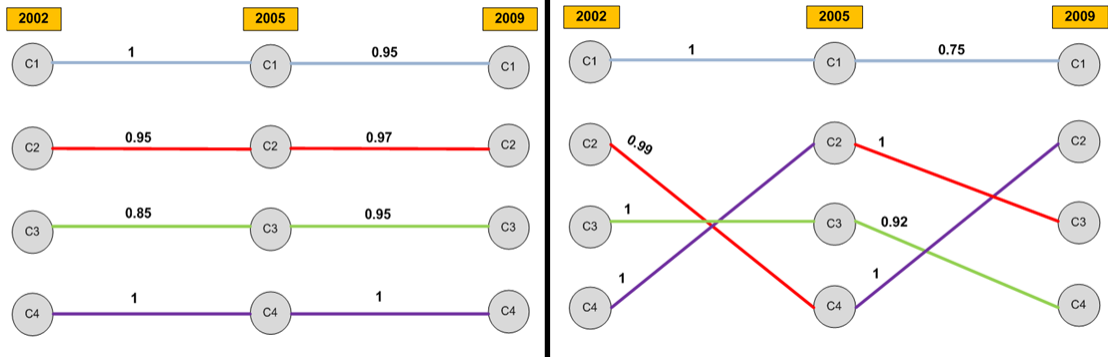 2002 2005 2009
1 0.95
C1 C1 C1
0.95 0.97
C2 C2 C2
0.85 0.95
C3 C3 C3
1 1
C4 C4 C4
2002 2005 2009
1 0.75
C1 C1 C1
0.99 1
C2 C2 C2
1 0.92
C3 C3 C3
1 1
C4 C4 C4